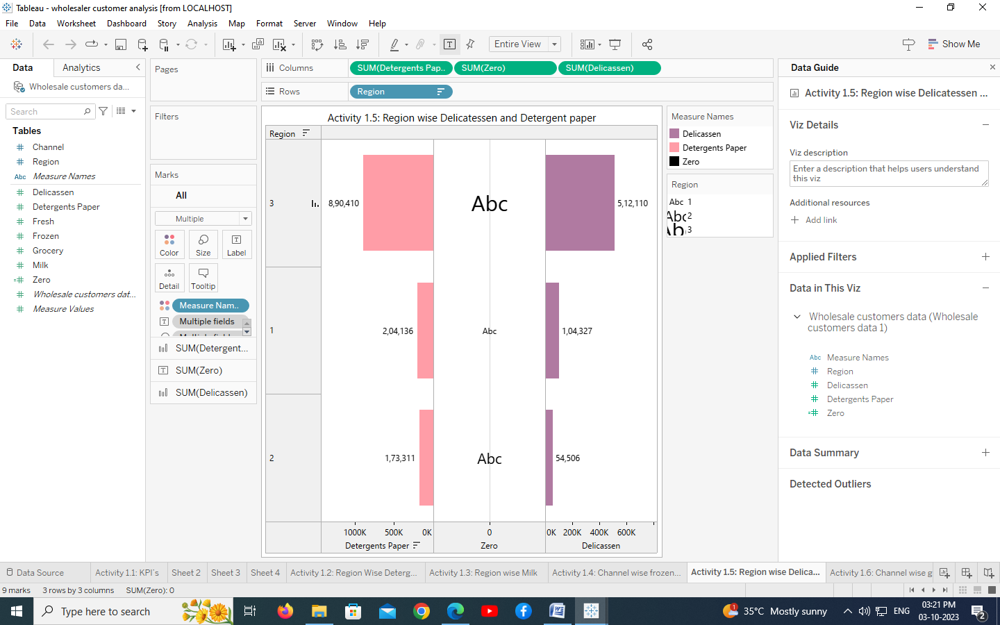 Tableau - wholesaler customer analysis [from LOCALHOST]
File Data Worksheet Dashboard Story Analysis Map Format Server Window Help
Entire View
Show Me
Data Analytics
Wholesale customers da...
Search
Tables
Channel
Region
Abc Measure Names
Delicassen
Detergents Paper
Fresh
Frozen
Grocery
Milk
Zero
Wholesale customers dat...
Measure Values
Pages
Filters
Marks
All
Multiple
Color Size Label
Detail Tooltip
Measure Nam..
Multiple fields
SUM(Detergent...
SUM(Zero)
SUM(Delicassen)
Columns SUM(Detergents Pap.. SUM(Zero) SUM(Delicassen)
Rows Region
Activity 1.5: Region wise Delicatessen and Detergent paper
Region
3 8,90,410 Abc 5,12,110
1 2,04,136 Abc 1,04,327
2 1,73,311 Abc 54,506
1000K 500K 0K 0 0K 200K 400K 600K
Detergents Paper Zero Delicassen
Measure Names
Delicassen
Detergents Paper
Zero
Region
Abc 1
Abc 2
Abc 3
Data Guide
Activity 1.5: Region wise Delicatessen ...
Viz Details
Viz description
Enter a description that helps users understand
this viz
Additional resources
Add link
Applied Filters
Data in This Viz
Wholesale customers data (Wholesale
customers data 1)
Abc Measure Names
Region
Delicassen
Detergents Paper
Zero
Data Summary
Detected Outliers
Data Source Activity 1.1: KPI's Sheet 2 Sheet 3 Sheet 4 Activity 1.2: Region Wise Deterg... Activity 1.3: Region wise Milk Activity 1.4: Channel wise frozen... Activity 1.5: Region wise Delica... Activity 1.6: Channel wise g
9 marks 3 rows by 3 columns SUM(Zero): 0
Type here to search
1 35°C Mostly sunny ENG 03:21 PM
03-10-2023 2